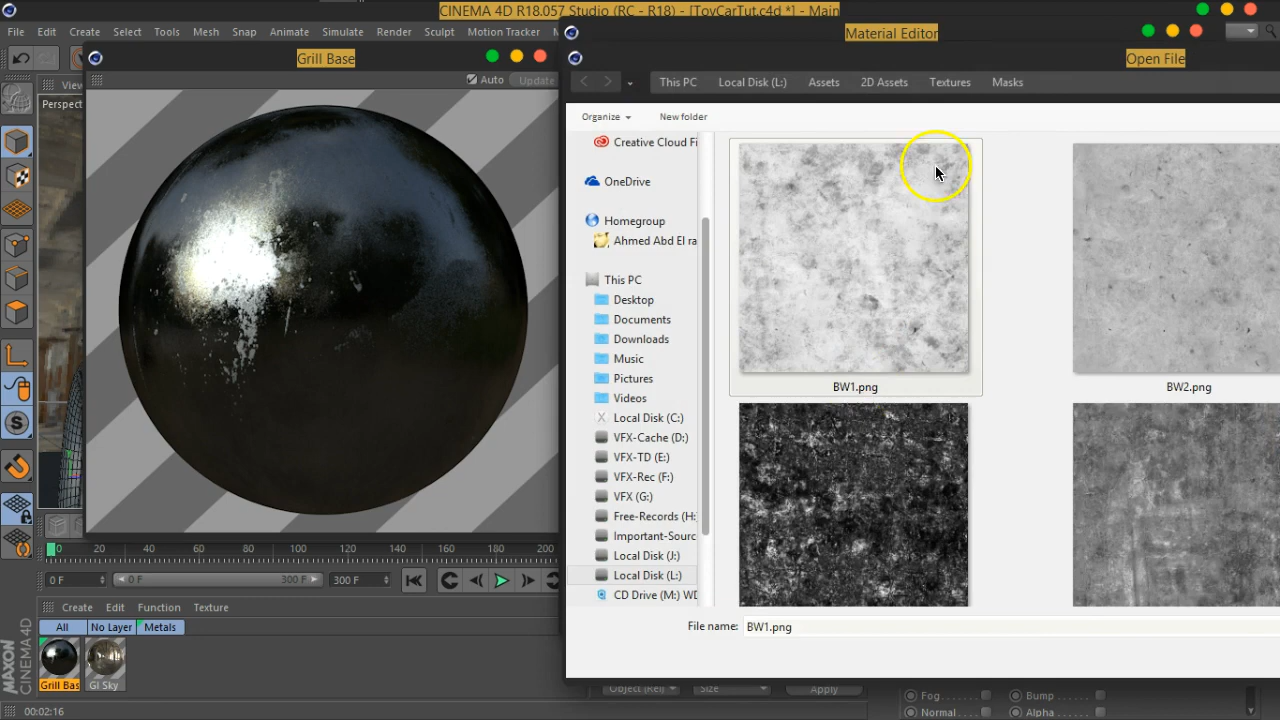 CINEMA 4D R18.057 Studio (RC - R18) - [ToyCarTut.c4d *] - Main
File Edit Create Select Tools Mesh Snap Animate Simulate Render Sculpt Motion Tracker
Material Editor
Grill Base
Open File
Auto Update
View
This PC Local Disk (L:) Assets 2D Assets Textures Masks
Perspect
Organize New folder
Creative Cloud Fi
OneDrive
Homegroup
Ahmed Abd El ra
This PC
Desktop
Documents
Downloads
Music
Pictures
Videos
Local Disk (C:)
VFX-Cache (D:)
VFX-TD (E:)
VFX-Rec (F:)
VFX (G:)
Free-Records (H:
Important-Sourc
Local Disk (J:)
Local Disk (L:)
CD Drive (M:) WD
BW1.png BW2.png
File name: BW1.png
0 20 40 60 80 100 120 140 160 180 200
0 F 0 F 300 F 300 F
Create Edit Function Texture
All No Layer Metals
Grill Bas GI Sky
MAXON CINEMA 4D
Object (Rel) Size Apply
Fog Bump
Normal Alpha
00:02:16